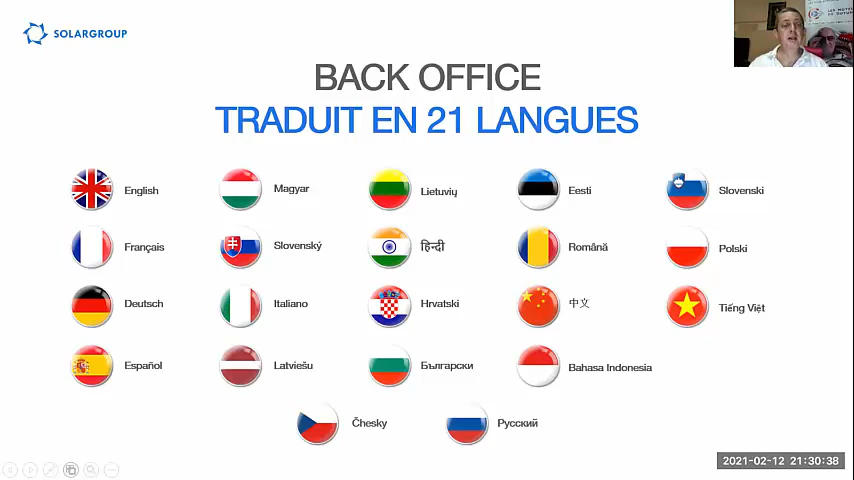 SOLARGROUP
BACK OFFICE
TRADUIT EN 21 LANGUES
English
Magyar
Lietuvių
Eesti
Slovenski
Français
Slovenský
हिन्दी
Română
Polski
Deutsch
Italiano
Hrvatski
中文
Tiếng Việt
Español
Latviešu
Български
Bahasa Indonesia
Čhesky
Русский
2021-02-12 21:30:38